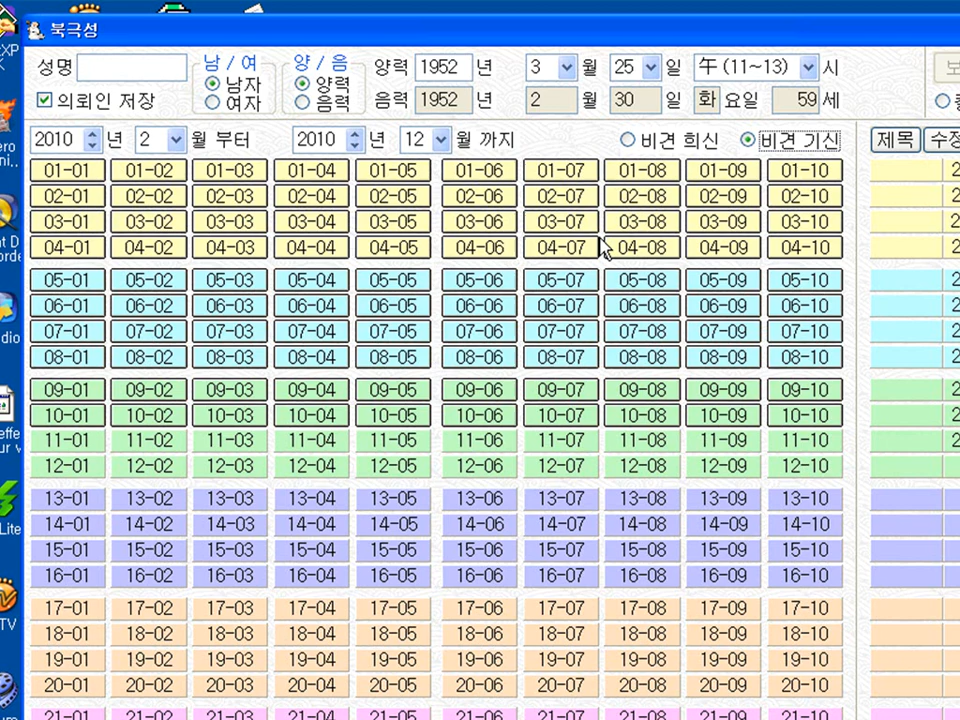 북극성
성명
남 / 여
남자
여자
양 / 음
양력
음력
양력 1952 년 3 월 25 일 午 (11~13) 시
의뢰인 저장
음력 1952 년 2 월 30 일 화 요일 59 세
2010 년 2 월 부터 2010 년 12 월 까지 비견 희신 비견 기신 제목
01-01 01-02 01-03 01-04 01-05 01-06 01-07 01-08 01-09 01-10
02-01 02-02 02-03 02-04 02-05 02-06 02-07 02-08 02-09 02-10
03-01 03-02 03-03 03-04 03-05 03-06 03-07 03-08 03-09 03-10
04-01 04-02 04-03 04-04 04-05 04-06 04-07 04-08 04-09 04-10
05-01 05-02 05-03 05-04 05-05 05-06 05-07 05-08 05-09 05-10
06-01 06-02 06-03 06-04 06-05 06-06 06-07 06-08 06-09 06-10
07-01 07-02 07-03 07-04 07-05 07-06 07-07 07-08 07-09 07-10
08-01 08-02 08-03 08-04 08-05 08-06 08-07 08-08 08-09 08-10
09-01 09-02 09-03 09-04 09-05 09-06 09-07 09-08 09-09 09-10
10-01 10-02 10-03 10-04 10-05 10-06 10-07 10-08 10-09 10-10
11-01 11-02 11-03 11-04 11-05 11-06 11-07 11-08 11-09 11-10
12-01 12-02 12-03 12-04 12-05 12-06 12-07 12-08 12-09 12-10
13-01 13-02 13-03 13-04 13-05 13-06 13-07 13-08 13-09 13-10
14-01 14-02 14-03 14-04 14-05 14-06 14-07 14-08 14-09 14-10
15-01 15-02 15-03 15-04 15-05 15-06 15-07 15-08 15-09 15-10
16-01 16-02 16-03 16-04 16-05 16-06 16-07 16-08 16-09 16-10
17-01 17-02 17-03 17-04 17-05 17-06 17-07 17-08 17-09 17-10
18-01 18-02 18-03 18-04 18-05 18-06 18-07 18-08 18-09 18-10
19-01 19-02 19-03 19-04 19-05 19-06 19-07 19-08 19-09 19-10
20-01 20-02 20-03 20-04 20-05 20-06 20-07 20-08 20-09 20-10
21-01 21-02 21-03 21-04 21-05 21-06 21-07 21-08 21-09 21-10